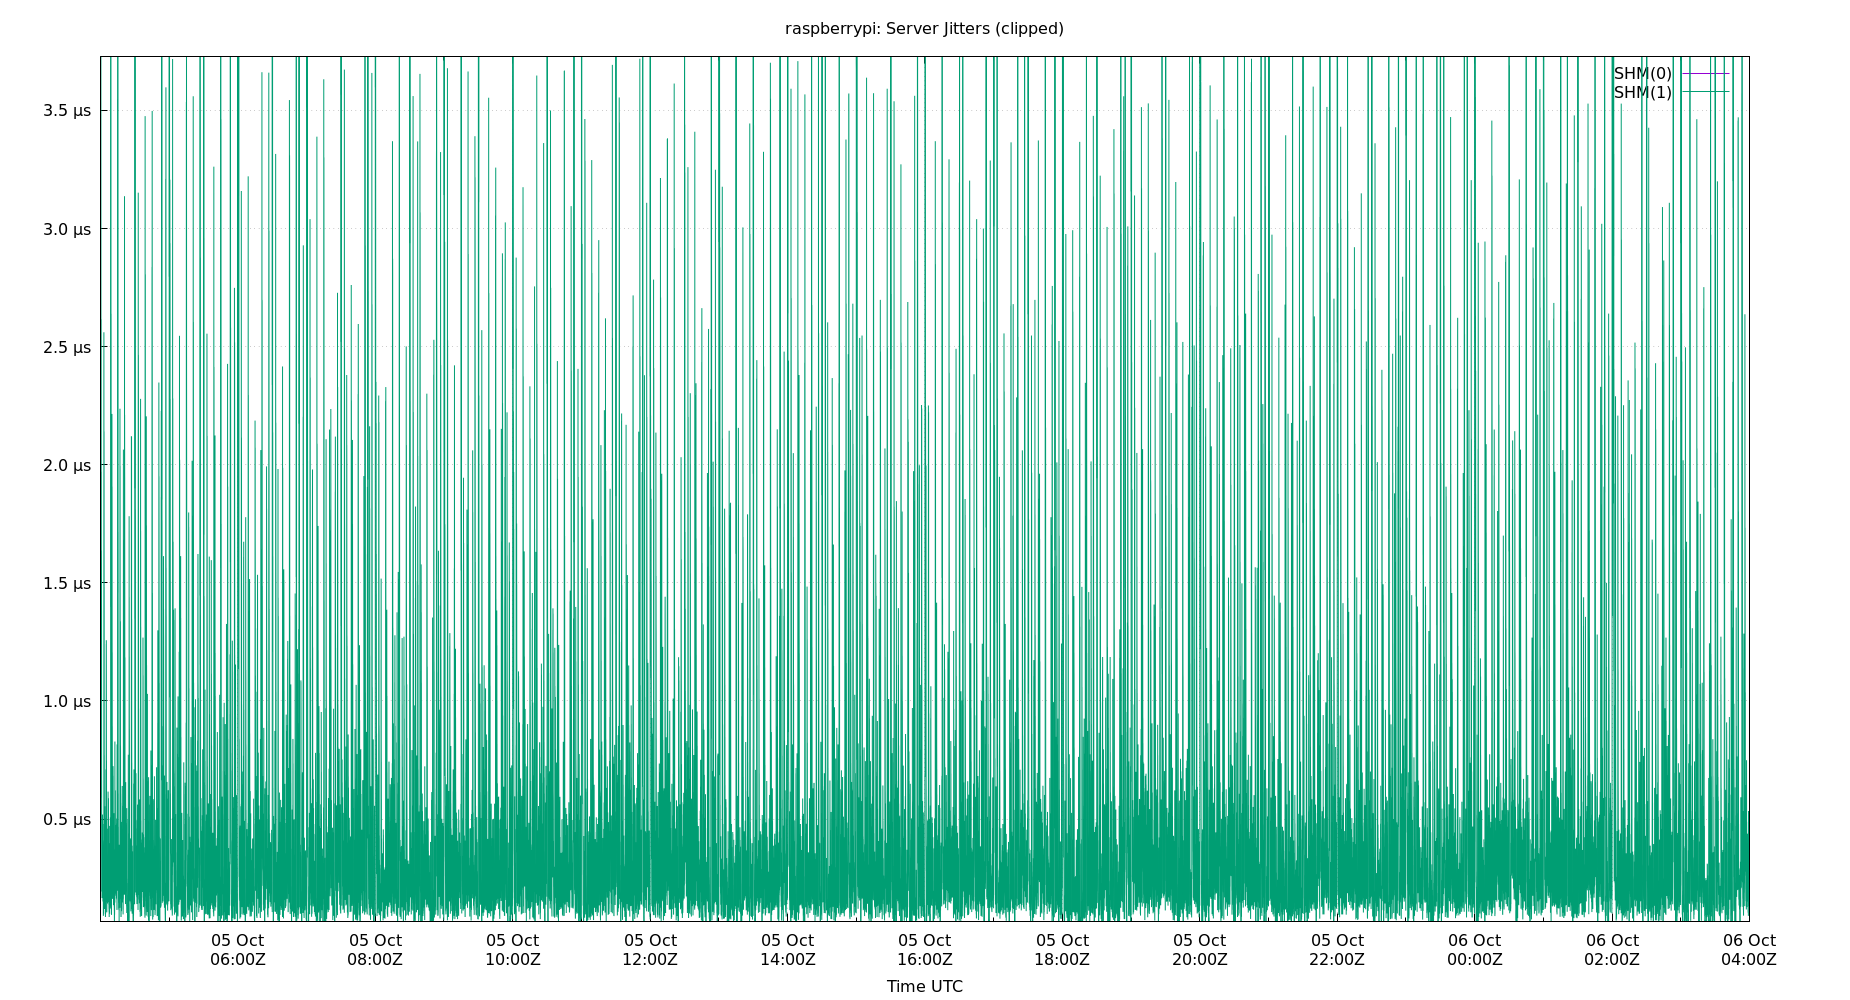 raspberrypi: Server Jitters (clipped)
SHM(0)
SHM(1)
3.5 µs
3.0 µs
2.5 µs
2.0 µs
1.5 µs
1.0 µs
0.5 µs
05 Oct 05 Oct 05 Oct 05 Oct 05 Oct 05 Oct 05 Oct 05 Oct 05 Oct 06 Oct 06 Oct 06 Oct
06:00Z 08:00Z 10:00Z 12:00Z 14:00Z 16:00Z 18:00Z 20:00Z 22:00Z 00:00Z 02:00Z 04:00Z
Time UTC